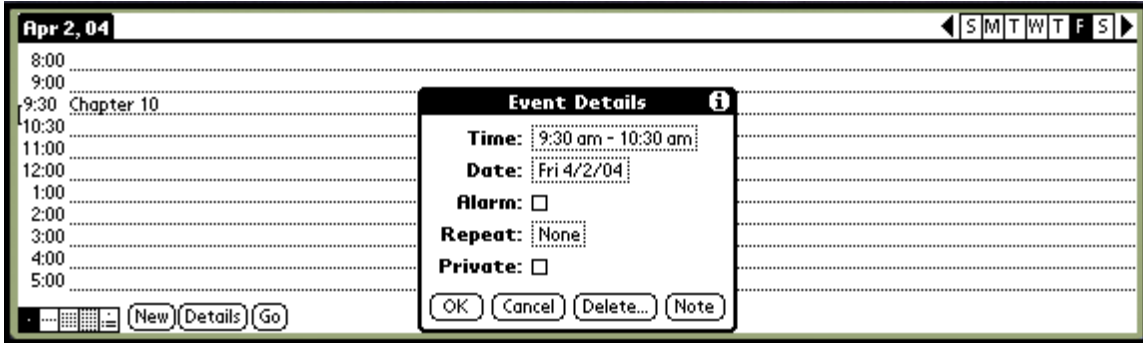 Apr 2, 04 S M T W T F S
8:00
9:00
9:30 Chapter 10
10:30
11:00
12:00
1:00
2:00
3:00
4:00
5:00
New Details Go
Event Details i
Time: 9:30 am - 10:30 am
Date: Fri 4/2/04
Alarm:
Repeat: None
Private:
OK Cancel Delete... Note